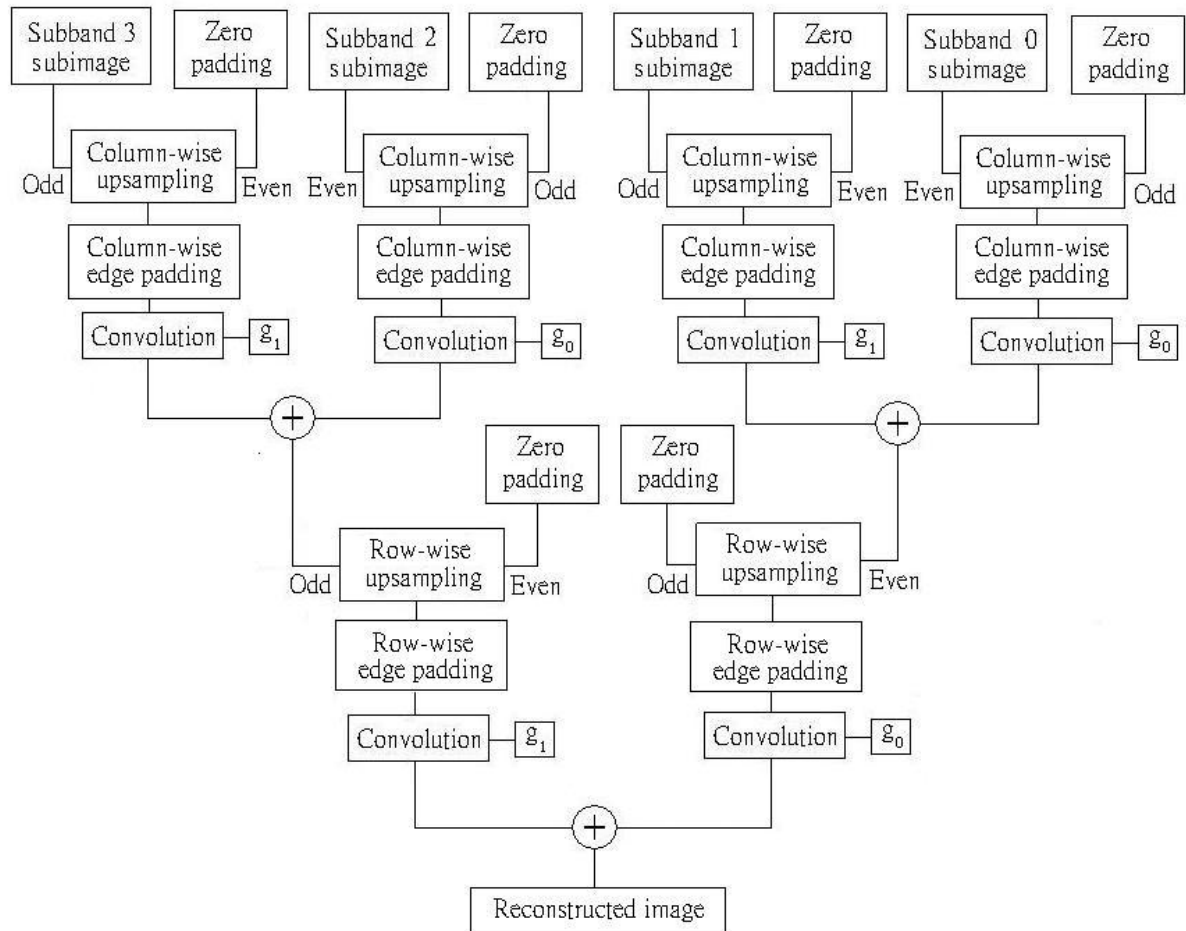 Subband 3
subimage
Zero
padding
Subband 2
subimage
Zero
padding
Subband 1
subimage
Zero
padding
Subband 0
subimage
Zero
padding
Column-wise
upsampling
Odd
Even
Column-wise
upsampling
Even
Odd
Column-wise
upsampling
Odd
Even
Column-wise
upsampling
Even
Odd
Column-wise
edge padding
Column-wise
edge padding
Column-wise
edge padding
Column-wise
edge padding
Convolution
g₁
Convolution
g₀
Convolution
g₁
Convolution
g₀
+
+
Zero
padding
Zero
padding
Row-wise
upsampling
Odd
Even
Row-wise
upsampling
Odd
Even
Row-wise
edge padding
Row-wise
edge padding
Convolution
g₁
Convolution
g₀
+
Reconstructed image